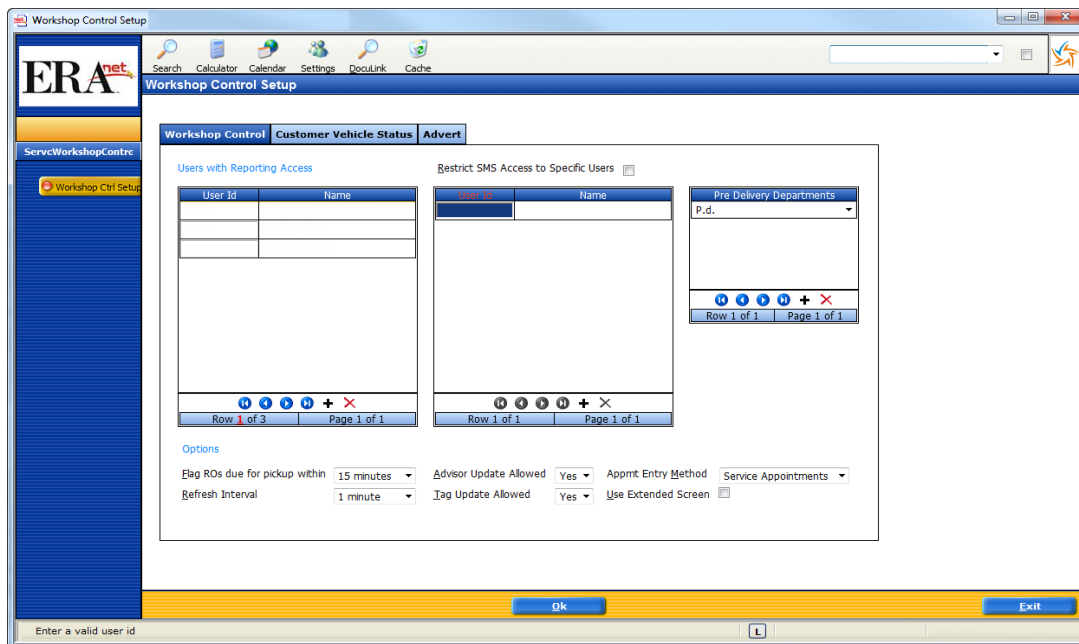 Workshop Control Setup
ERAnet
Search Calculator Calendar Settings DocuLink Cache
Workshop Control Setup
Workshop Control Customer Vehicle Status Advert
ServcWorkshopContrc
Workshop Ctrl Setup
Users with Reporting Access Restrict SMS Access to Specific Users
User Id Name User Id Name Pre Delivery Departments
P.d.
Row 1 of 1 Page 1 of 1
Row 1 of 3 Page 1 of 1 Row 1 of 1 Page 1 of 1
Options
Flag ROs due for pickup within 15 minutes Advisor Update Allowed Yes Appmt Entry Method Service Appointments
Refresh Interval 1 minute Tag Update Allowed Yes Use Extended Screen
Ok Exit
Enter a valid user id L